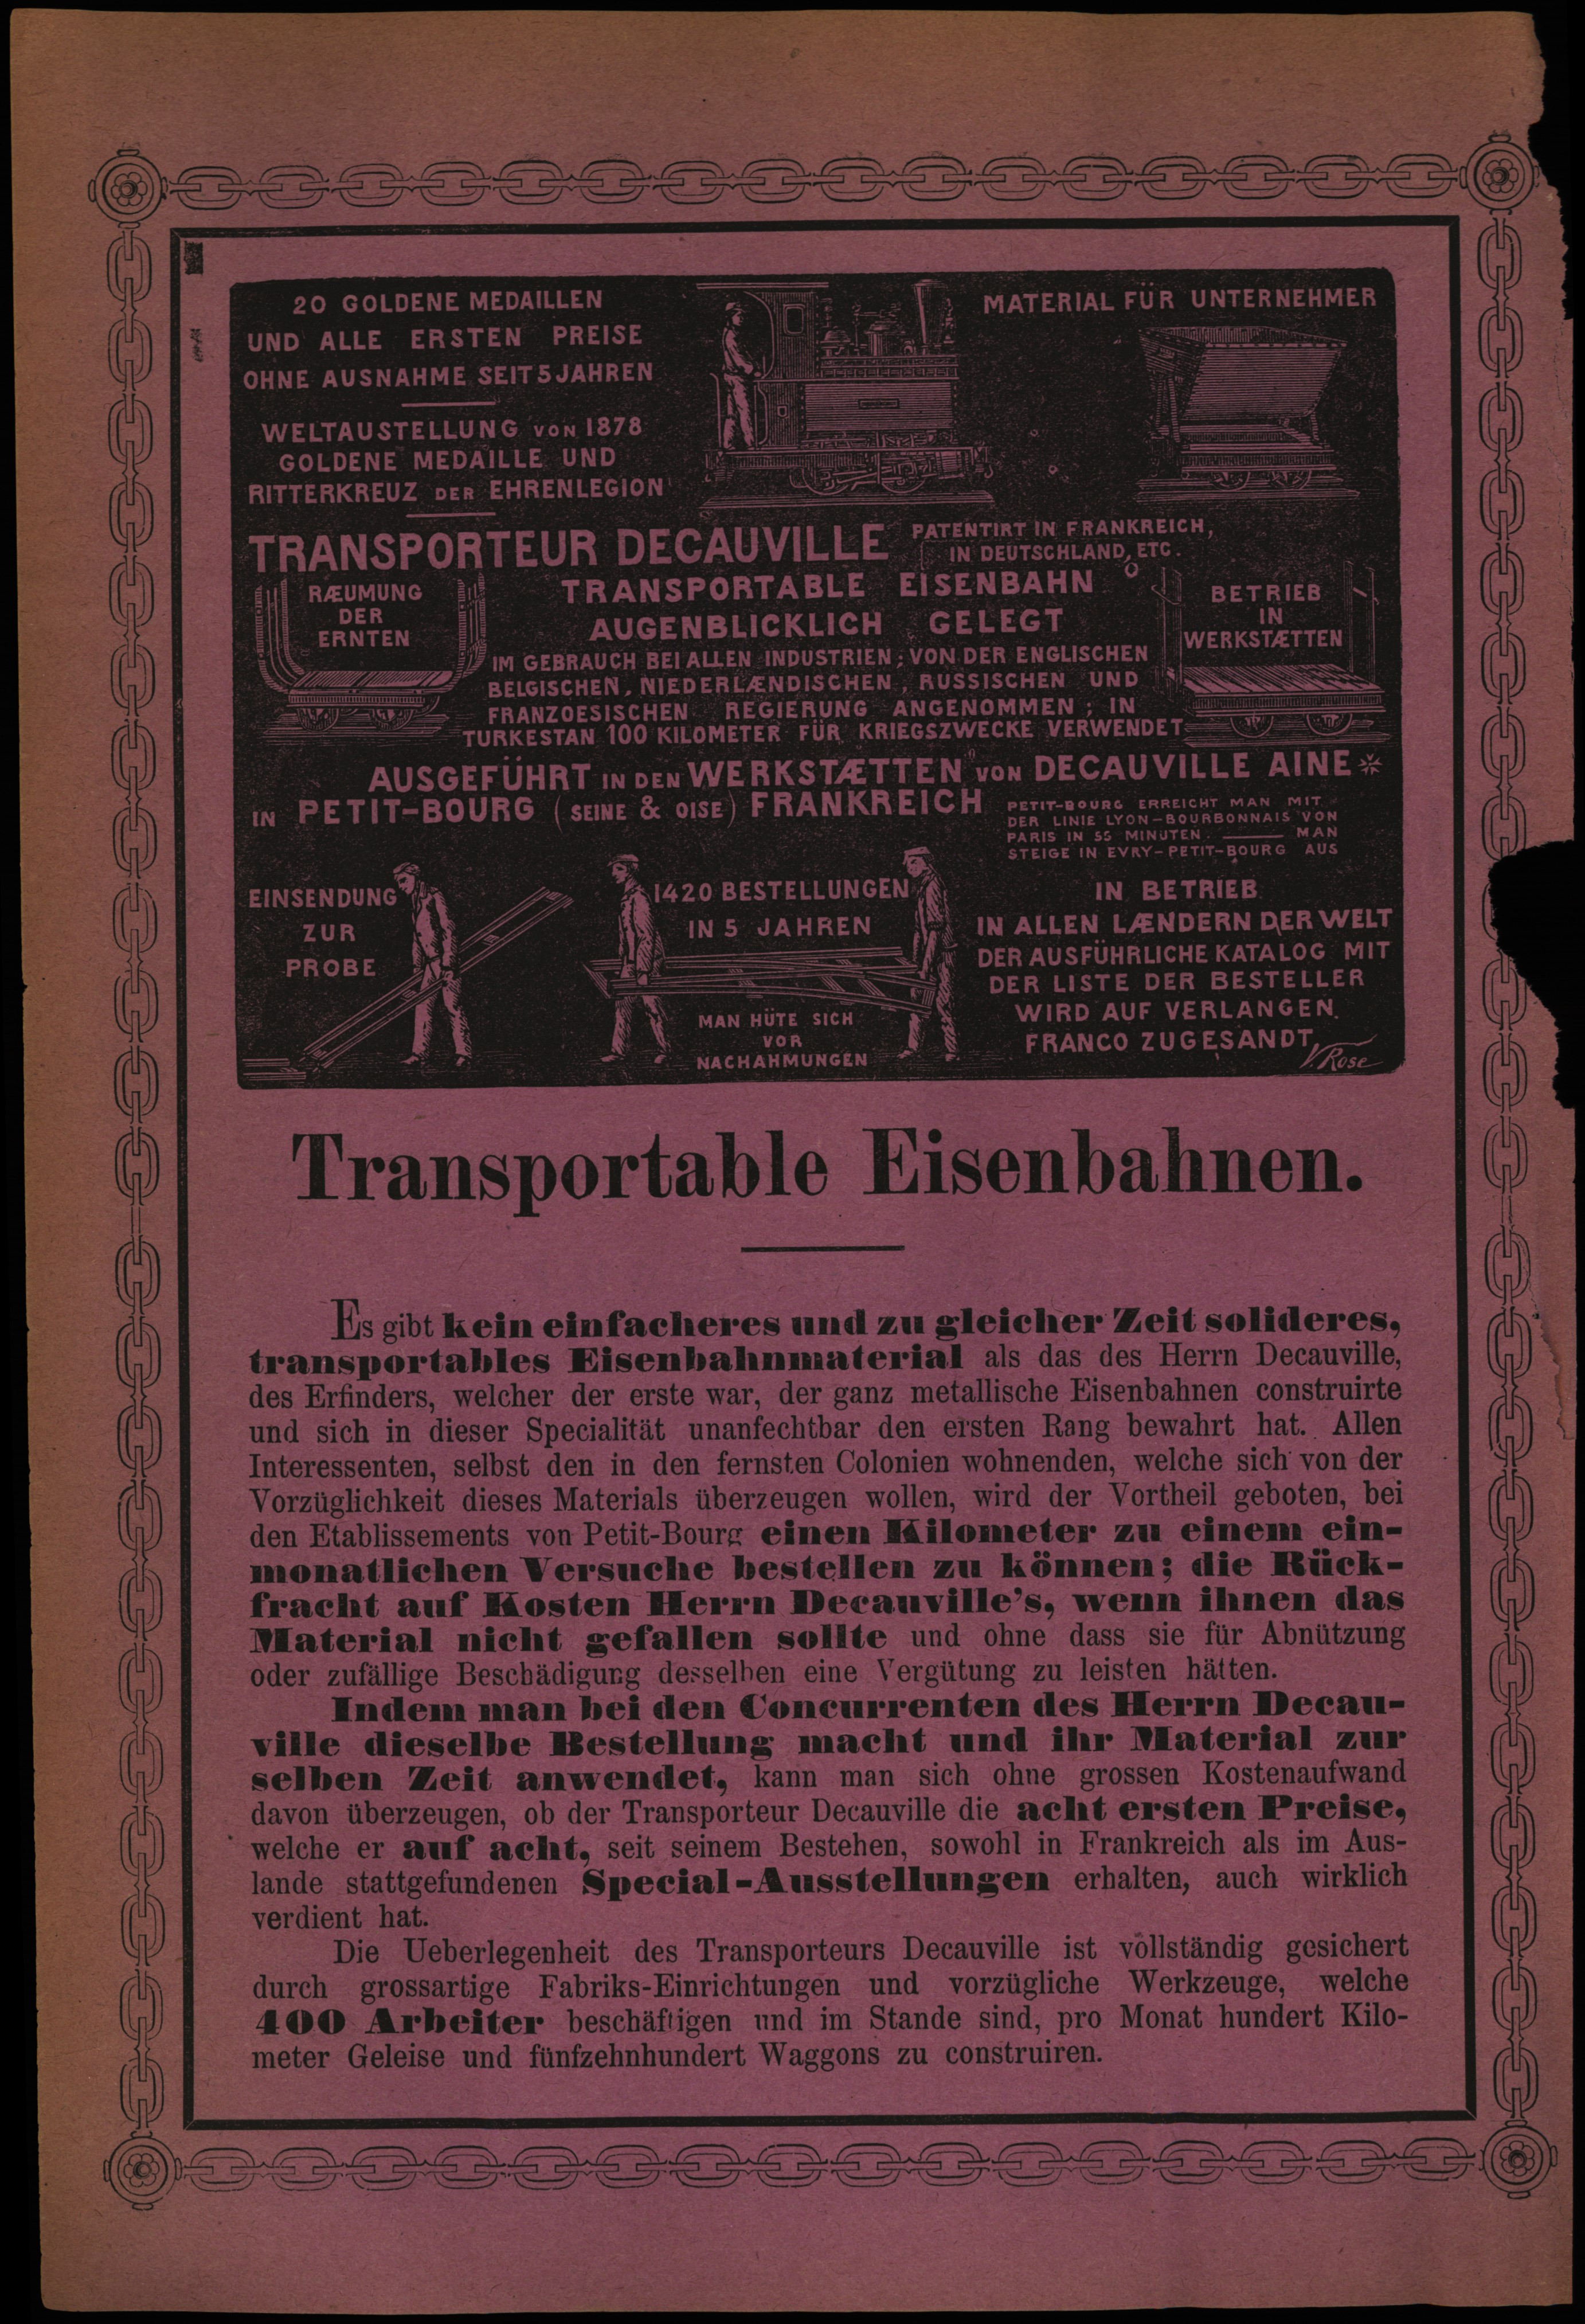 20 GOLDENE MEDAILLEN
UND ALLE ERSTEN PREISE
OHNE AUSNAHME SEIT 5 JAHREN
WELTAUSTELLUNG VON 1878
GOLDENE MEDAILLE UND
RITTERKREUZ DER EHRENLEGION
MATERIAL FÜR UNTERNEHMER
TRANSPORTEUR DECAUVILLE
PATENTIRT IN FRANKREICH,
IN DEUTSCHLAND, ETC.
RÆUMUNG
DER
ERNTEN
TRANSPORTABLE EISENBAHN
AUGENBLICKLICH GELEGT
BETRIEB
IN
WERKSTÆTTEN
IM GEBRAUCH BEI ALLEN INDUSTRIEN; VON DER ENGLISCHEN
BELGISCHEN, NIEDERLÆNDISCHEN, RUSSISCHEN UND
FRANZOESISCHEN REGIERUNG ANGENOMMEN; IN
TURKESTAN 100 KILOMETER FÜR KRIEGSZWECKE VERWENDET
AUSGEFÜHRT IN DEN WERKSTÆTTEN VON DECAUVILLE AINE
IN PETIT-BOURG (SEINE & OISE) FRANKREICH
PETIT-BOURG ERREICHT MAN MIT
DER LINIE LYON-BOURBONNAIS VON
PARIS IN 55 MINUTEN. — MAN
STEIGE IN EVRY-PETIT-BOURG AUS
EINSENDUNG
ZUR
PROBE
1420 BESTELLUNGEN
IN 5 JAHREN
MAN HÜTE SICH
VOR
NACHAHMUNGEN
IN BETRIEB
IN ALLEN LÆNDERN DER WELT
DER AUSFÜHRLICHE KATALOG MIT
DER LISTE DER BESTELLER
WIRD AUF VERLANGEN.
FRANCO ZUGESANDT
V. Rose
Transportable Eisenbahnen.
Es gibt kein einfacheres und zu gleicher Zeit solideres,
transportables Eisenbahnmaterial als das des Herrn Decauville,
des Erfinders, welcher der erste war, der ganz metallische Eisenbahnen construirte
und sich in dieser Specialität unanfechtbar den ersten Rang bewahrt hat. Allen
Interessenten, selbst den in den fernsten Colonien wohnenden, welche sich von der
Vorzüglichkeit dieses Materials überzeugen wollen, wird der Vortheil geboten, bei
den Etablissements von Petit-Bourg einen Kilometer zu einem ein-
monatlichen Versuche bestellen zu können; die Rück-
fracht auf Kosten Herrn Decauville's, wenn ihnen das
Material nicht gefallen sollte und ohne dass sie für Abnützung
oder zufällige Beschädigung desselben eine Vergütung zu leisten hätten.
Indem man bei den Concurrenten des Herrn Decau-
ville dieselbe Bestellung macht und ihr Material zur
selben Zeit anwendet, kann man sich ohne grossen Kostenaufwand
davon überzeugen, ob der Transporteur Decauville die acht ersten Preise,
welche er auf acht, seit seinem Bestehen, sowohl in Frankreich als im Aus-
lande stattgefundenen Special-Ausstellungen erhalten, auch wirklich
verdient hat.
Die Ueberlegenheit des Transporteurs Decauville ist vollständig gesichert
durch grossartige Fabriks-Einrichtungen und vorzügliche Werkzeuge, welche
400 Arbeiter beschäftigen und im Stande sind, pro Monat hundert Kilo-
meter Geleise und fünfzehnhundert Waggons zu construiren.